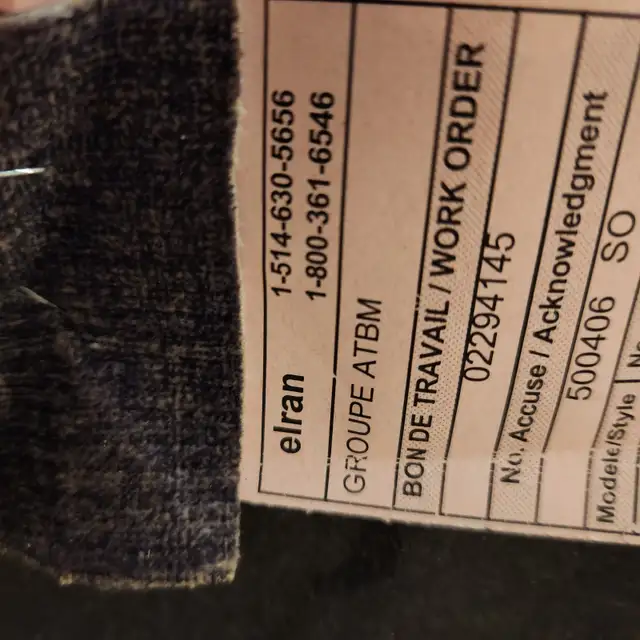 elran 1-514-630-5656
1-800-361-6546
GROUPE ATBM
BON DE TRAVAIL / WORK ORDER
02294145
No. Accuse / Acknowledgment
500406 SO
Modele/Style No